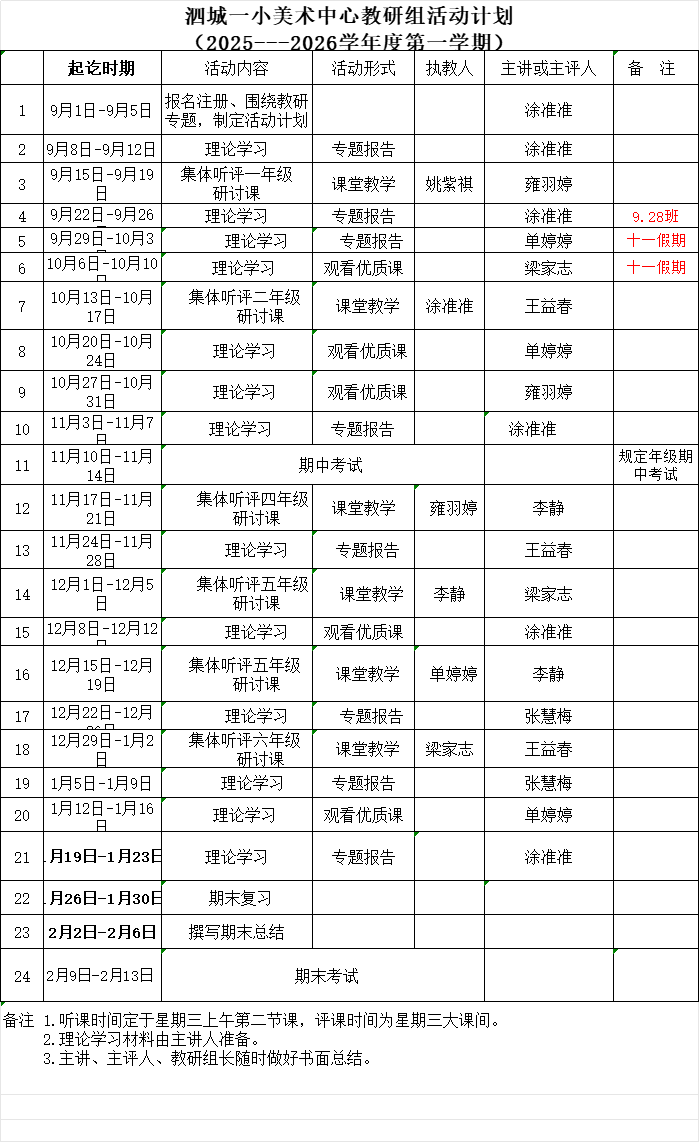 泗城一小美术中心教研组活动计划
（2025---2026学年度第一学期）
起讫时期 活动内容 活动形式 执教人 主讲或主评人 备 注
1 9月1日-9月5日 报名注册、围绕教研专题，制定活动计划 涂准准
2 9月8日-9月12日 理论学习 专题报告 涂准准
3 9月15日-9月19日 集体听评一年级研讨课 课堂教学 姚紫祺 雍羽婷
4 9月22日-9月26 理论学习 专题报告 涂准准 9.28班
5 9月29日-10月3 理论学习 专题报告 单婷婷 十一假期
6 10月6日-10月10 理论学习 观看优质课 梁家志 十一假期
7 10月13日-10月17日 集体听评二年级研讨课 课堂教学 涂准准 王益春
8 10月20日-10月24日 理论学习 观看优质课 单婷婷
9 10月27日-10月31日 理论学习 观看优质课 雍羽婷
10 11月3日-11月7日 理论学习 专题报告 涂准准
11 11月10日-11月14日 期中考试 规定年级期中考试
12 11月17日-11月21日 集体听评四年级研讨课 课堂教学 雍羽婷 李静
13 11月24日-11月28日 理论学习 专题报告 王益春
14 12月1日-12月5日 集体听评五年级研讨课 课堂教学 李静 梁家志
15 12月8日-12月12 理论学习 观看优质课 涂准准
16 12月15日-12月19日 集体听评五年级研讨课 课堂教学 单婷婷 李静
17 12月22日-12月 理论学习 专题报告 张慧梅
18 12月29日-1月2日 集体听评六年级研讨课 课堂教学 梁家志 王益春
19 1月5日-1月9日 理论学习 专题报告 张慧梅
20 1月12日-1月16日 理论学习 观看优质课 单婷婷
21 月19日-1月23日 理论学习 专题报告 涂准准
22 月26日-1月30日 期末复习
23 2月2日-2月6日 撰写期末总结
24 2月9日-2月13日 期末考试
备注 1.听课时间定于星期三上午第二节课，评课时间为星期三大课间。
2.理论学习材料由主讲人准备。
3.主讲、主评人、教研组长随时做好书面总结。